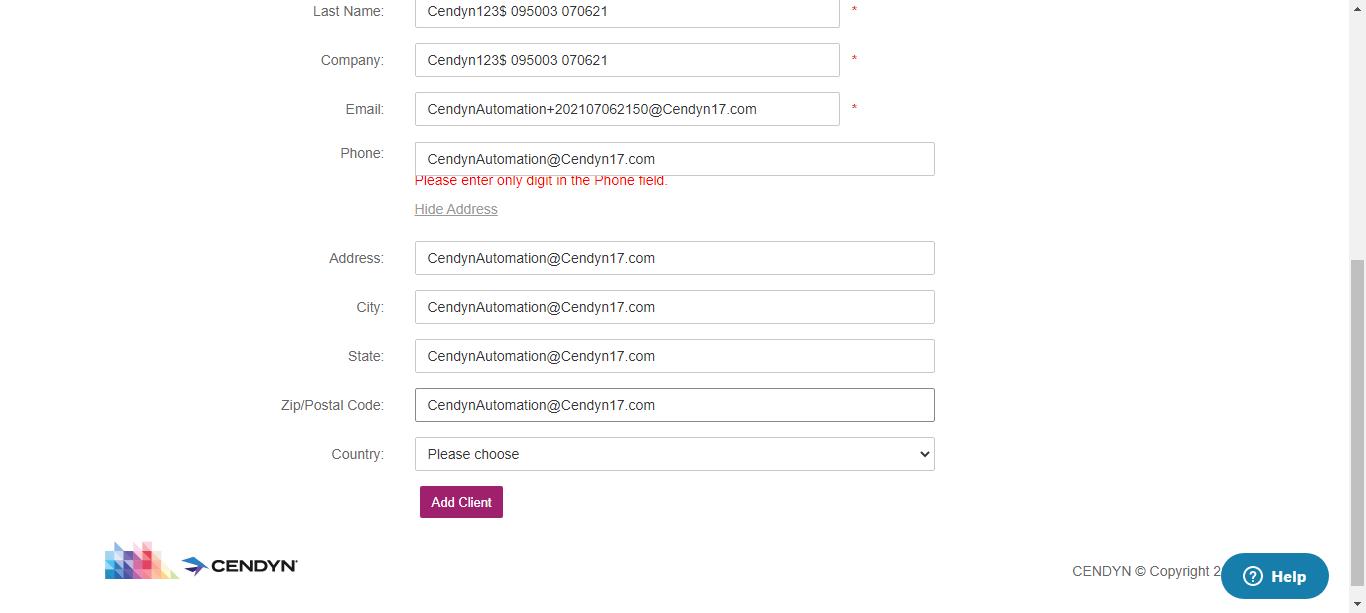 Last Name: Cendyn123$ 095003 070621 *
Company: Cendyn123$ 095003 070621 *
Email: CendynAutomation+202107062150@Cendyn17.com *
Phone: CendynAutomation@Cendyn17.com
Please enter only digit in the Phone field.
Hide Address
Address: CendynAutomation@Cendyn17.com
City: CendynAutomation@Cendyn17.com
State: CendynAutomation@Cendyn17.com
Zip/Postal Code: CendynAutomation@Cendyn17.com
Country: Please choose
Add Client
CENDYN
CENDYN © Copyright 2
Help